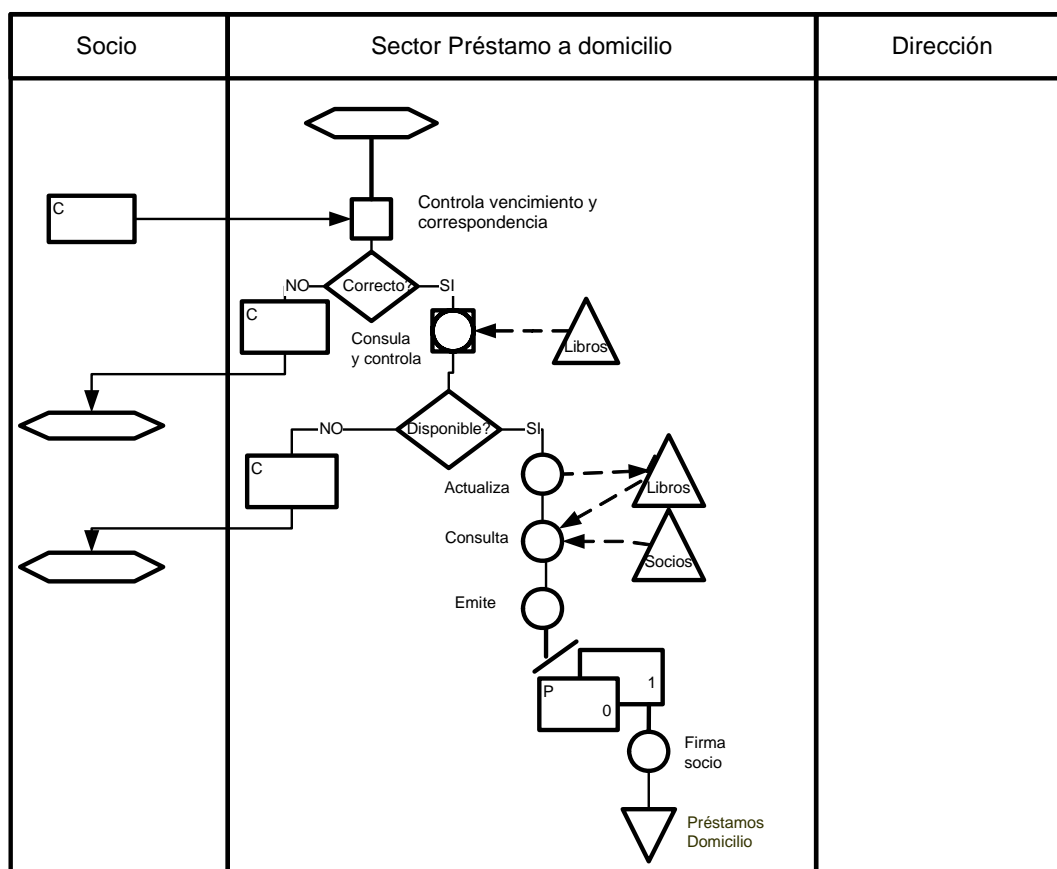 Socio
Sector Préstamo a domicilio
Dirección
C
Controla vencimiento y
correspondencia
NO
Correcto?
SI
C
Consula
y controla
Libros
NO
Disponible?
SI
C
Actualiza
Libros
Consulta
Socios
Emite
P
0
1
Firma
socio
Préstamos
Domicilio